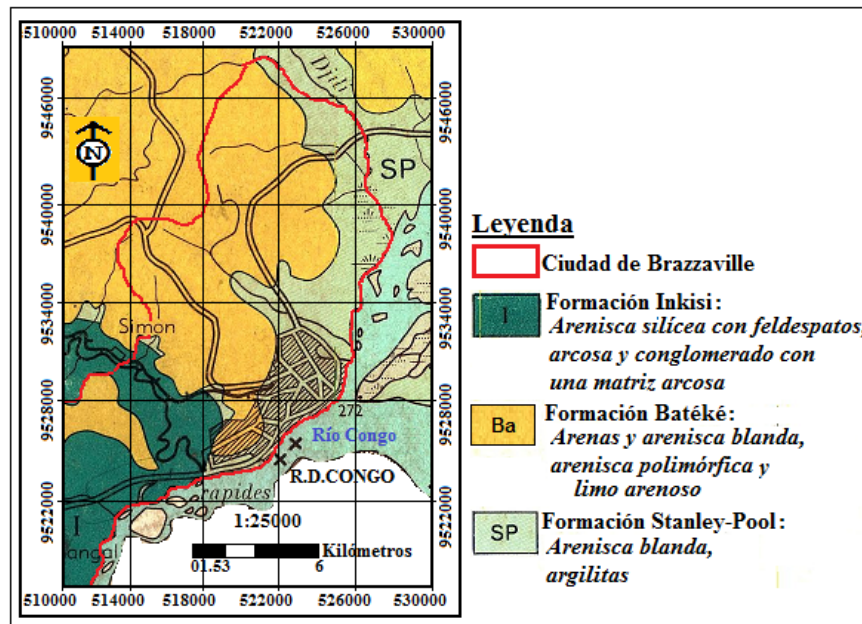 510000 514000 518000 522000 526000 530000
9546000 9546000
Djib
N
SP
9540000 9540000
9534000 9534000
Simon
9528000 9528000
272
Río Congo
R.D.CONGO
rapides
9522000 9522000
1:25000
I
angal
Kilómetros
01.53 6
510000 514000 518000 522000 526000 530000
Leyenda
Ciudad de Brazzaville
I Formación Inkisi:
Arenisca silícea con feldespatos,
arcosa y conglomerado con
una matriz arcosa
Ba Formación Batéké:
Arenas y arenisca blanda,
arenisca polimórfica y
limo arenoso
SP Formación Stanley-Pool:
Arenisca blanda,
argilitas